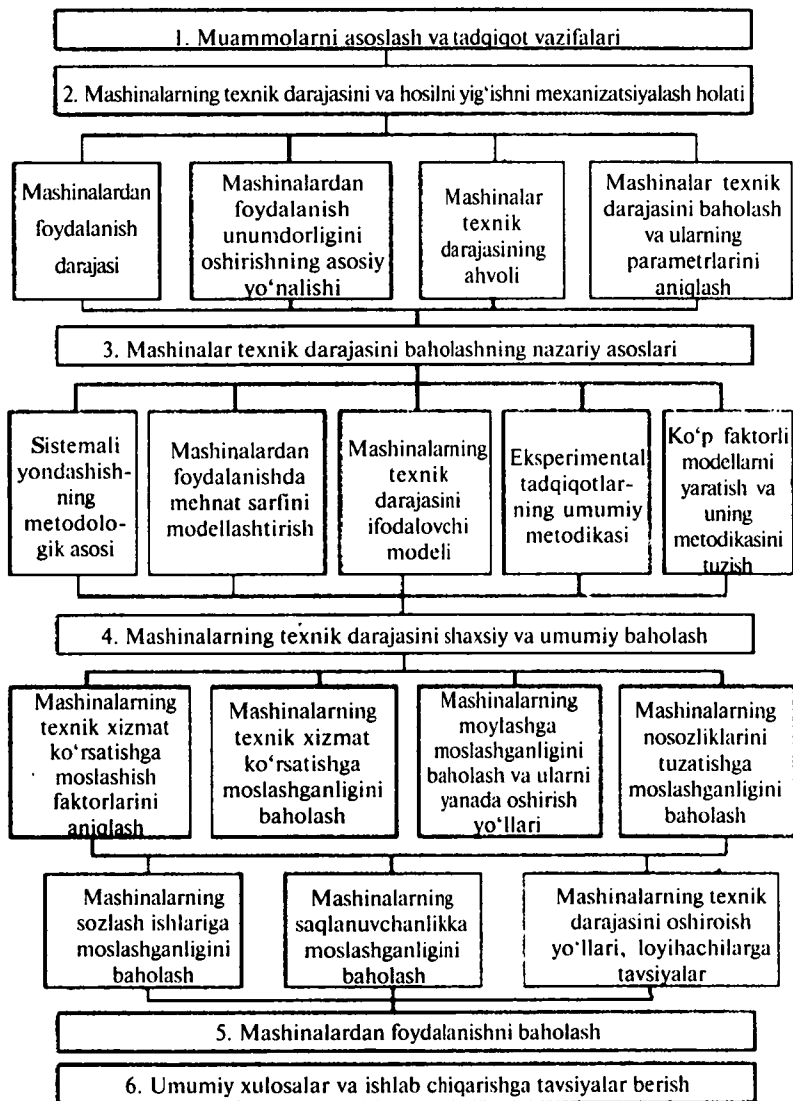 1. Muammolarni asoslash va tadqiqot vazifalari
2. Mashinalarning texnik darajasini va hosilni yig‘ishni mexanizatsiyalash holati
Mashinalardan
foydalanish
darajasi
Mashinalardan
foydalanish
unumdorligini
oshirishning asosiy
yo‘nalishi
Mashinalar
texnik
darajasining
ahvoli
Mashinalar texnik
darajasini baholash
va ularning
parametrlarini
aniqlash
3. Mashinalar texnik darajasini baholashning nazariy asoslari
Sistemali
yondashish-
ning
metodolo-
gik asosi
Mashinalardan
foydalanishda
mehnat sarfini
modellashtirish
Mashinalarning
texnik
darajasini
ifodalovchi
modeli
Eksperimental
tadqiqotlar-
ning umumiy
metodikasi
Ko‘p faktorli
modellarni
yaratish va
uning
metodikasini
tuzish
4. Mashinalarning texnik darajasini shaxsiy va umumiy baholash
Mashinalarning
texnik xizmat
ko‘rsatishga
moslashish
faktorlarini
aniqlash
Mashinalarning
texnik xizmat
ko‘rsatishga
moslashganligini
baholash
Mashinalarning
moylashga
moslashganligini
baholash va ularni
yanada oshirish
yo‘llari
Mashinalarning
nosozliklarini
tuzatishga
moslashganligini
baholash
Mashinalarning
sozlash ishlariga
moslashganligini
baholash
Mashinalarning
saqlanuvchanlikka
moslashganligini
baholash
Mashinalarning texnik
darajasini oshiroish
yo‘llari, loyihachilarga
tavsiyalar
5. Mashinalardan foydalanishni baholash
6. Umumiy xulosalar va ishlab chiqarishga tavsiyalar berish